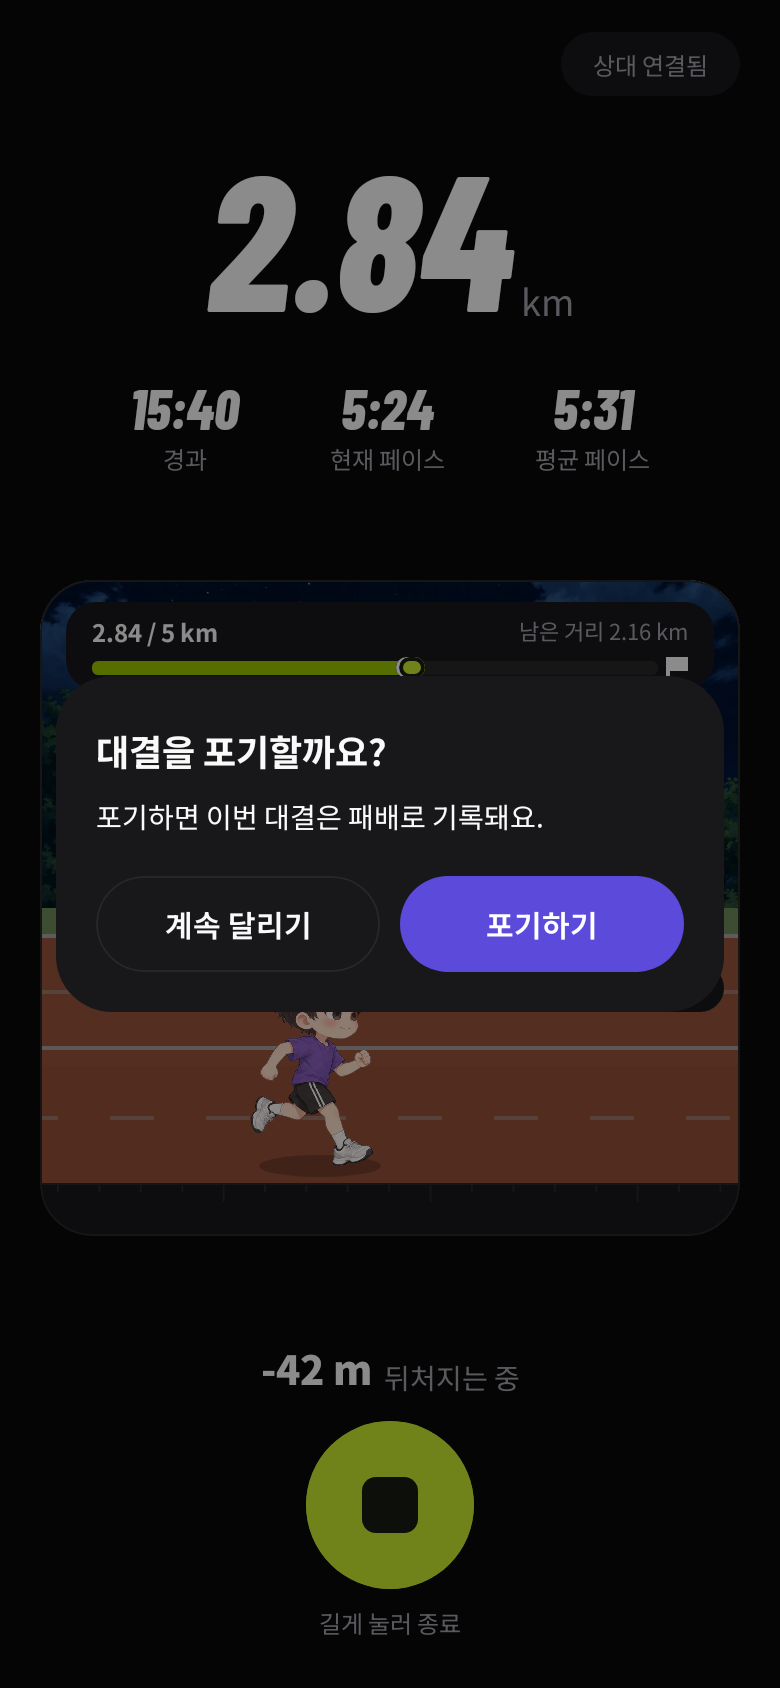 상대 연결됨
2.84 km
15:40 5:24 5:31
경과 현재 페이스 평균 페이스
2.84 / 5 km 남은 거리 2.16 km
대결을 포기할까요?
포기하면 이번 대결은 패배로 기록돼요.
계속 달리기 포기하기
-42 m 뒤처지는 중
길게 눌러 종료